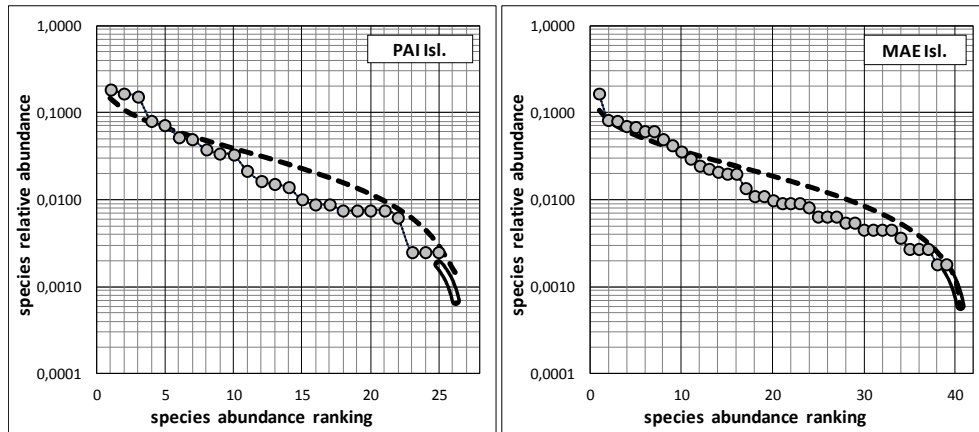 PAI Isl.
species relative abundance
1,0000
0,1000
0,0100
0,0010
0,0001
0 5 10 15 20 25
species abundance ranking
MAE Isl.
species relative abundance
1,0000
0,1000
0,0100
0,0010
0,0001
0 10 20 30 40
species abundance ranking